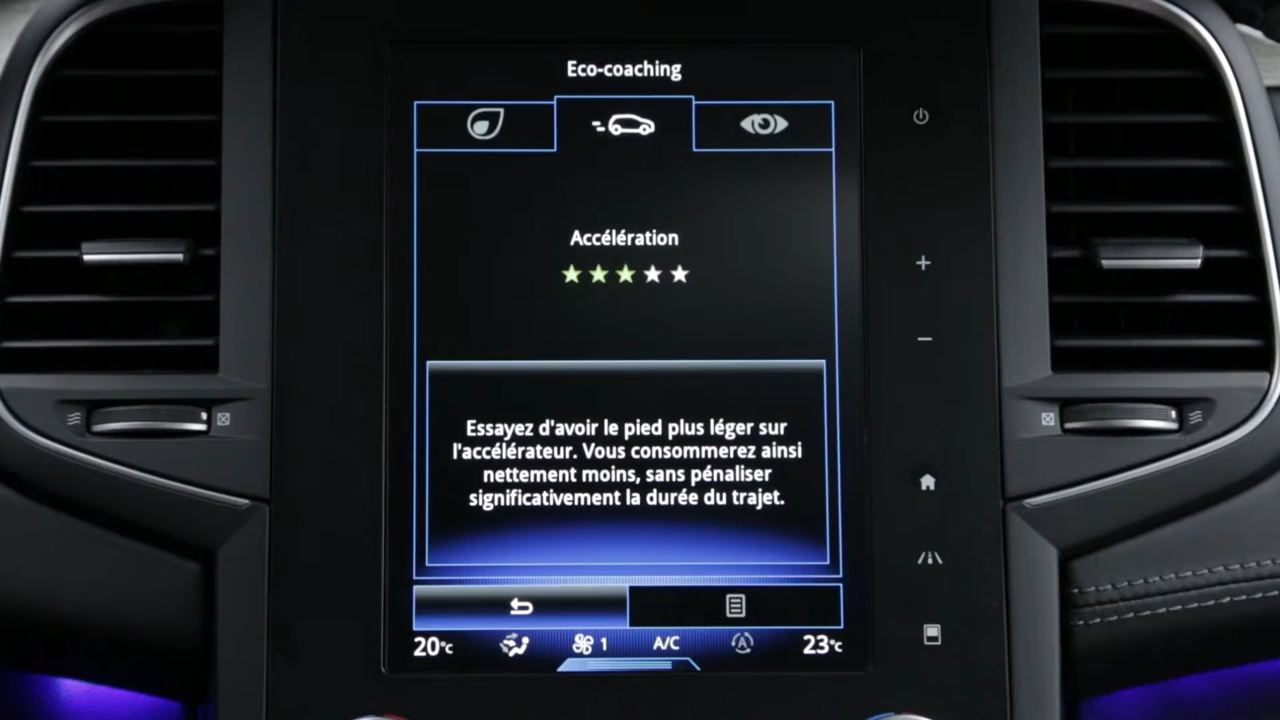 Eco-coaching
Accélération
Essayez d'avoir le pied plus léger sur
l'accélérateur. Vous consommerez ainsi
nettement moins, sans pénaliser
significativement la durée du trajet.
20°C 1 A/C A 23°C